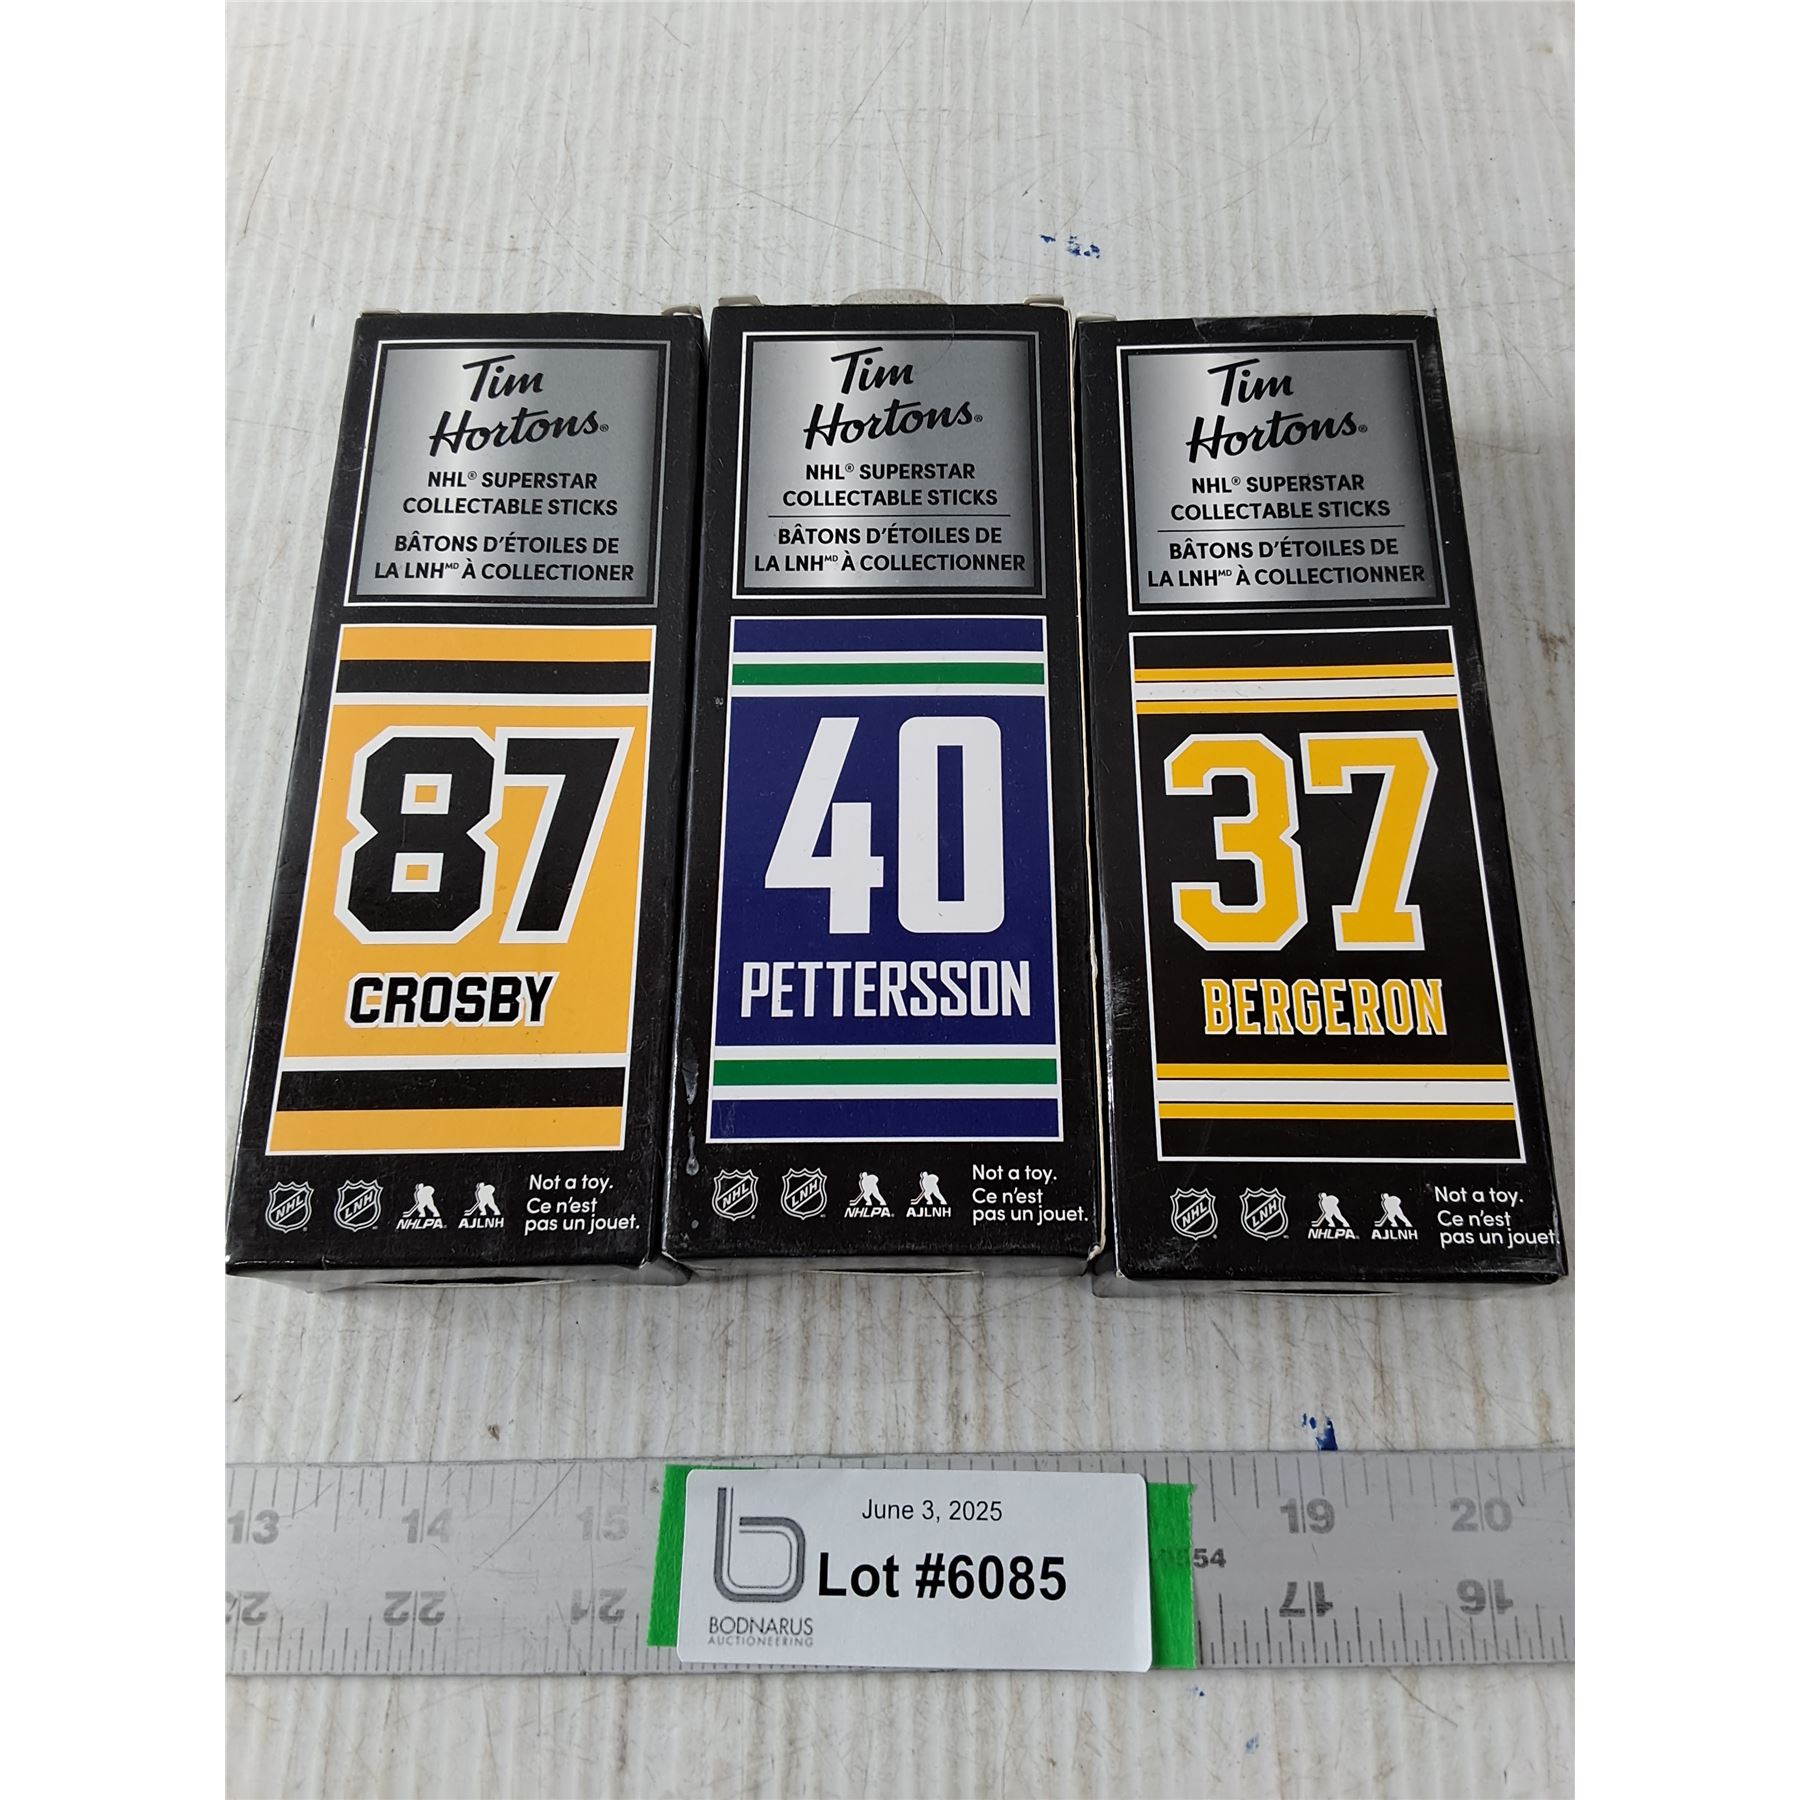 Tim
Hortons®
NHL® SUPERSTAR
COLLECTABLE STICKS
BÂTONS D'ÉTOILES DE
LA LNHMD À COLLECTIONER
87
CROSBY
NHL
LNH
NHLPA
AJLNH
Not a toy.
Ce n'est
pas un jouet.
Tim
Hortons®
NHL® SUPERSTAR
COLLECTABLE STICKS
BÂTONS D'ÉTOILES DE
LA LNHMD À COLLECTIONNER
40
PETTERSSON
NHL
LNH
NHLPA
AJLNH
Not a toy.
Ce n'est
pas un jouet.
Tim
Hortons®
NHL® SUPERSTAR
COLLECTABLE STICKS
BÂTONS D'ÉTOILES DE
LA LNHMD À COLLECTIONNER
37
BERGERON
NHL
LNH
NHLPA
AJLNH
Not a toy.
Ce n'est
pas un jouet.
13 14 15 19 20
June 3, 2025
Lot #6085
BODNARUS
AUCTIONEERING
54
22 21 17 16